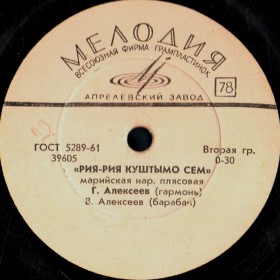 МЕЛОДИЯ
ВСЕСОЮЗНАЯ ФИРМА ГРАМПЛАСТИНОК
78
АПРЕЛЕВСКИЙ ЗАВОД
ГОСТ 5289-61
39605
Вторая гр.
0-30
«РИЯ-РИЯ КУШТЫМО СЕМ»
марийская нар. плясовая
Г. Алексеев (гармонь)
В. Алексеев (барабан)